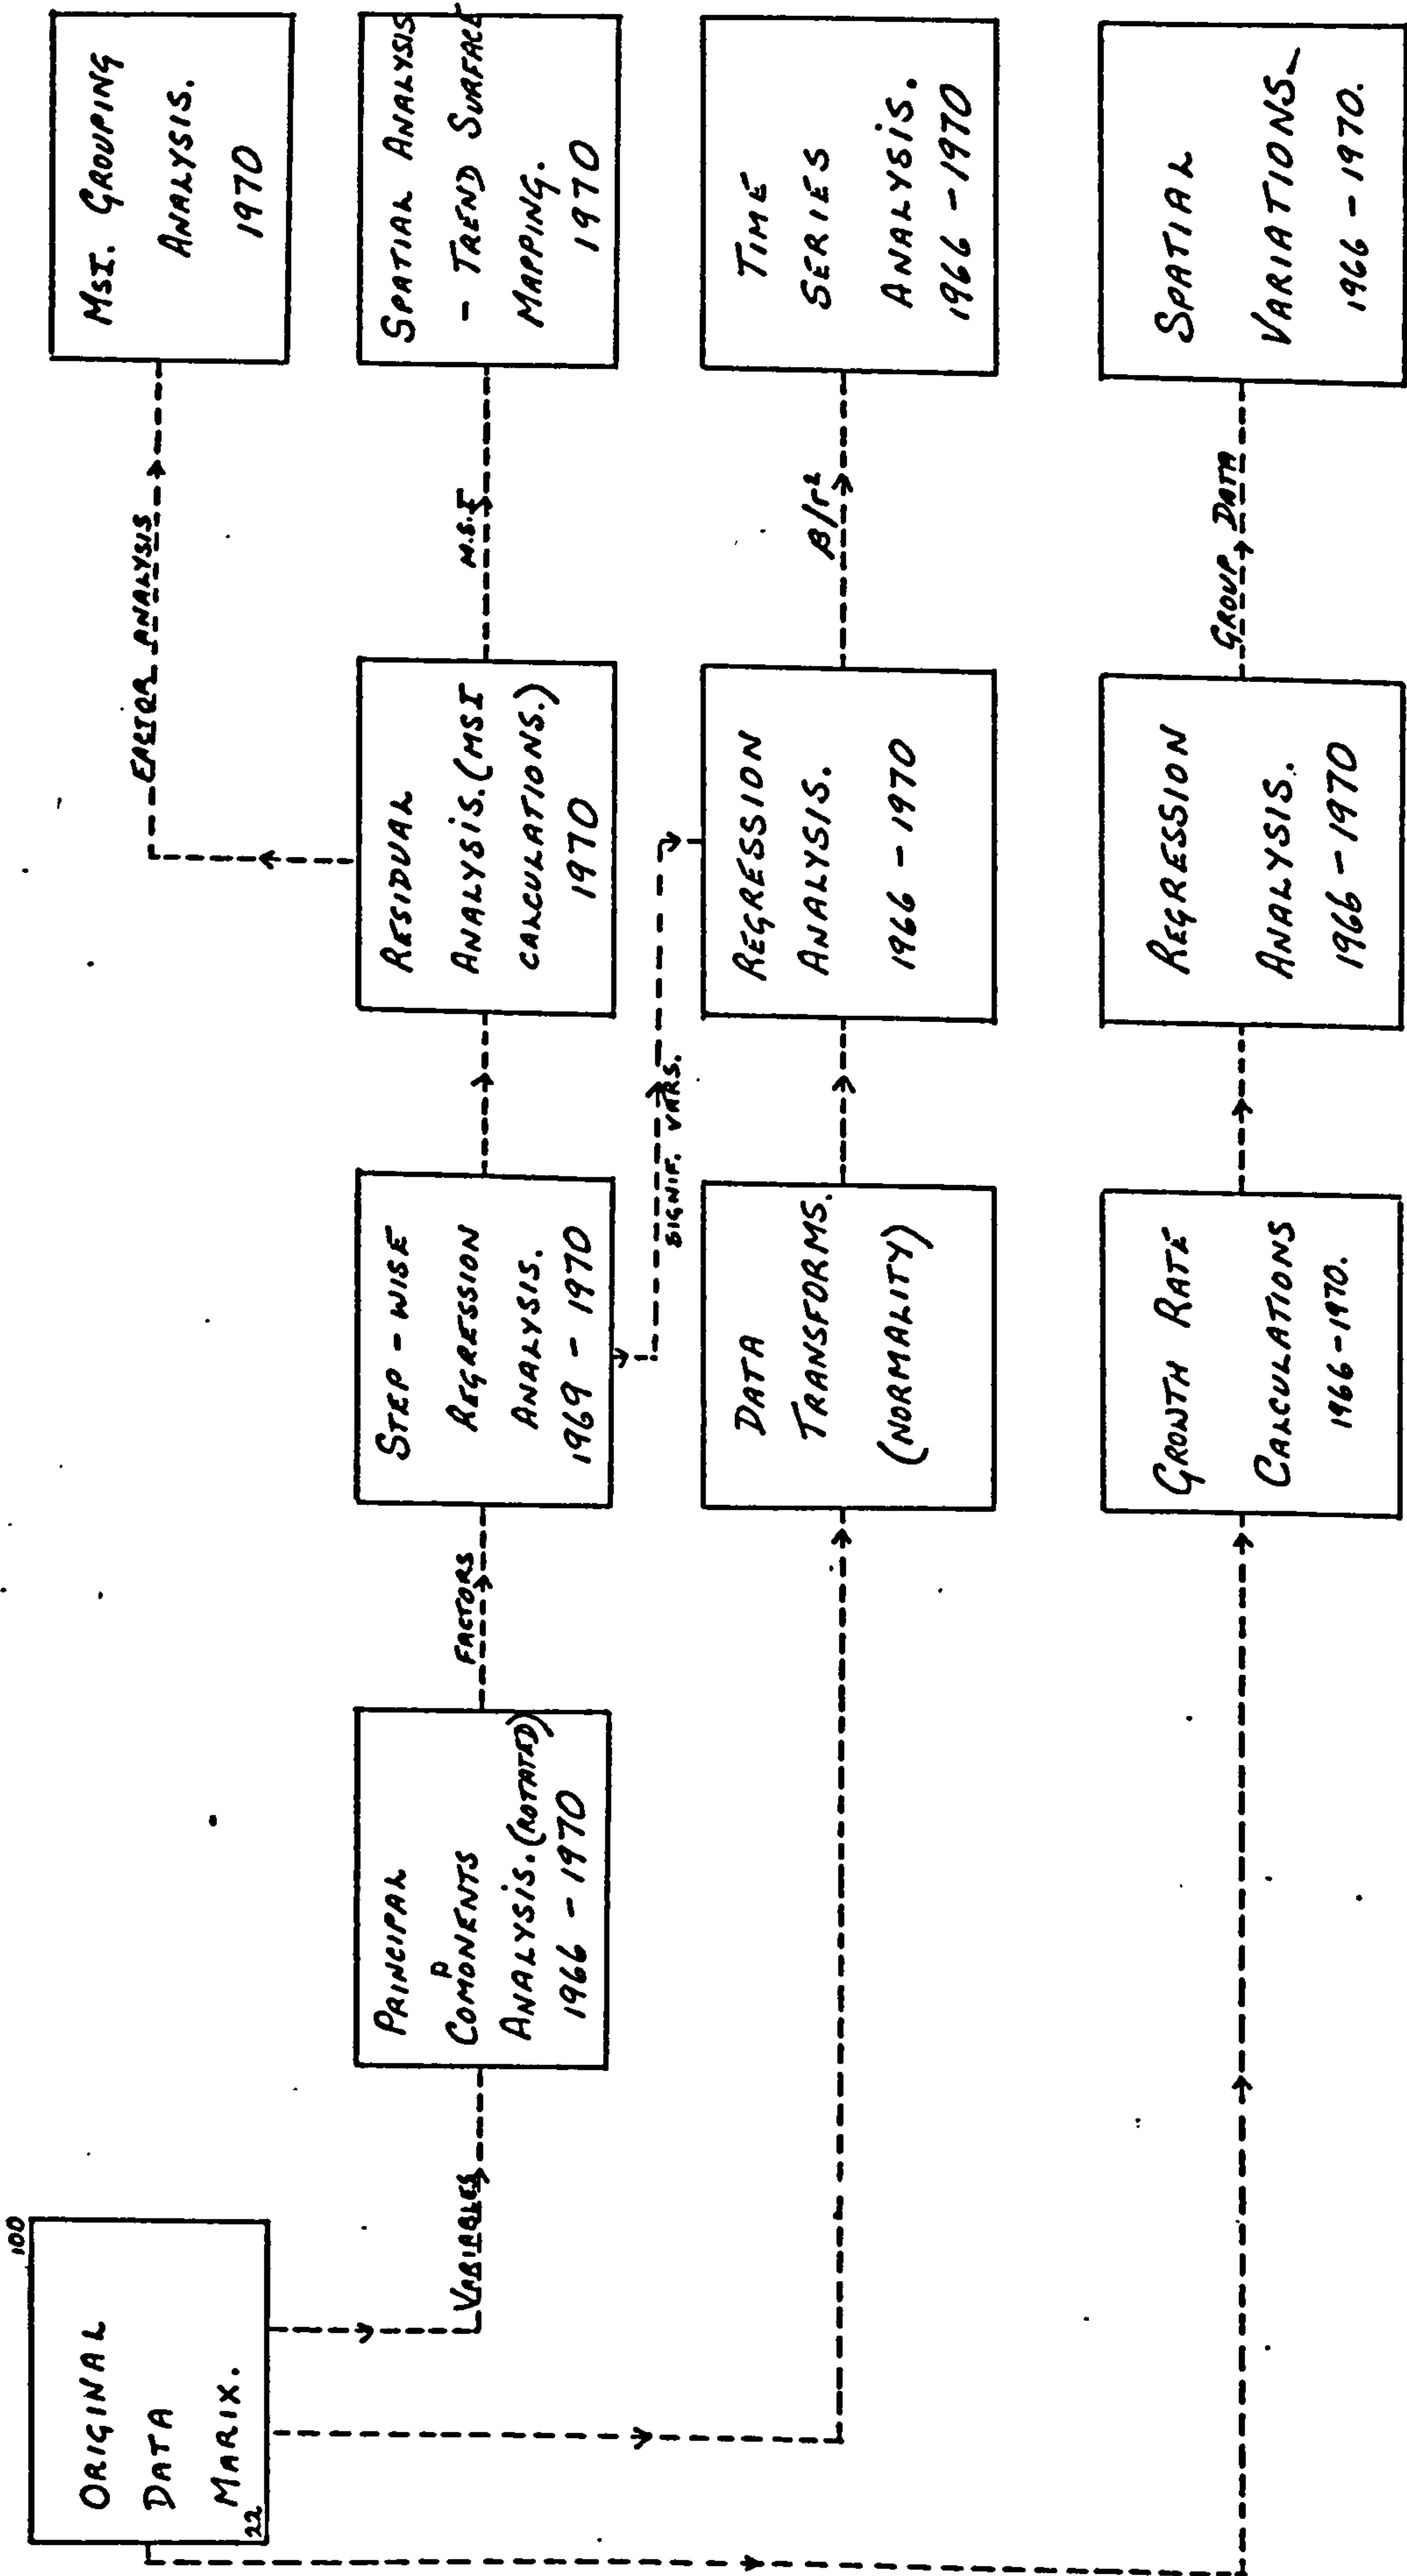 100
ORIGINAL
DATA
MARIX.
22
VARIABLES
PRINCIPAL
P
COMONENTS
ANALYSIS. (ROTATED)
1966 - 1970
FACTORS
STEP - WISE
REGRESSION
ANALYSIS.
1969 - 1970
SIGNIF. VARS.
RESIDUAL
ANALYSIS. (MSI
CALCULATIONS.)
1970
FACTOR ANALYSIS
MSI. GROUPING
ANALYSIS.
1970
M.S.I
SPATIAL ANALYSIS
- TREND SURFACE
MAPPING.
1970
DATA
TRANSFORMS.
(NORMALITY)
REGRESSION
ANALYSIS.
1966 - 1970
β/r²
TIME
SERIES
ANALYSIS.
1966 - 1970
GROWTH RATE
CALCULATIONS
1966 - 1970.
REGRESSION
ANALYSIS.
1966 - 1970
GROUP DATA
SPATIAL
VARIATIONS_
1966 - 1970.